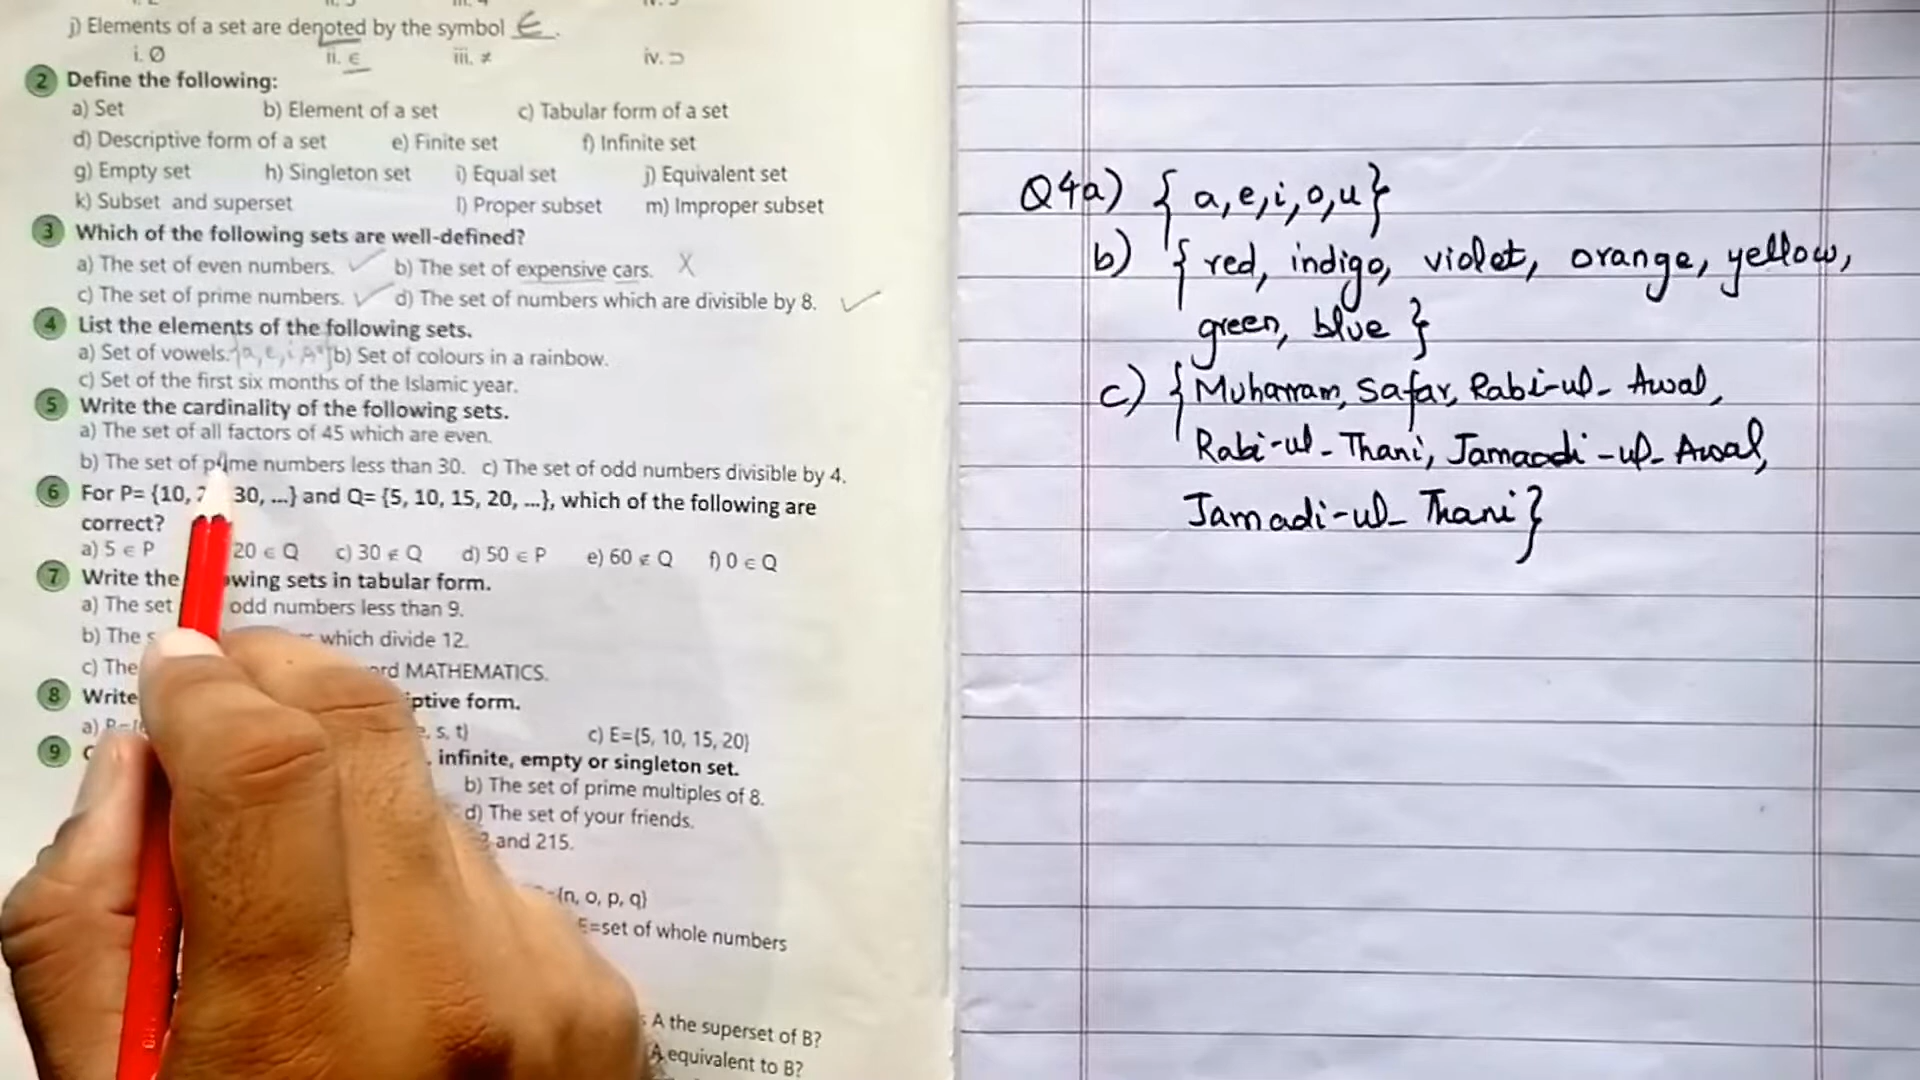 j) Elements of a set are denoted by the symbol ∈.
i. Ø ii. ∈ iii. ≠ iv. ⊃
2 Define the following:
a) Set b) Element of a set c) Tabular form of a set
d) Descriptive form of a set e) Finite set f) Infinite set
g) Empty set h) Singleton set i) Equal set j) Equivalent set
k) Subset and superset l) Proper subset m) Improper subset
3 Which of the following sets are well-defined?
a) The set of even numbers. ✓ b) The set of expensive cars. X
c) The set of prime numbers. ✓ d) The set of numbers which are divisible by 8. ✓
4 List the elements of the following sets.
a) Set of vowels. b) Set of colours in a rainbow.
c) Set of the first six months of the Islamic year.
5 Write the cardinality of the following sets.
a) The set of all factors of 45 which are even.
b) The set of prime numbers less than 30. c) The set of odd numbers divisible by 4.
6 For P= {10, 30, ...} and Q= {5, 10, 15, 20, ...}, which of the following are
correct?
a) 5 ∈ P 20 ∈ Q c) 30 ∉ Q d) 50 ∈ P e) 60 ∉ Q f) 0 ∈ Q
7 Write the sets in tabular form.
a) The set odd numbers less than 9.
b) The which divide 12.
c) The MATHEMATICS.
8 Write form.
a) s, t} c) E={5, 10, 15, 20}
9 infinite, empty or singleton set.
b) The set of prime multiples of 8.
d) The set of your friends.
and 215.
{n, o, p, q}
E=set of whole numbers
A the superset of B?
A equivalent to B?
Q4a) { a, e, i, o, u }
b) { red, indigo, violet, orange, yellow,
green, blue }
c) { Muharram, Safar, Rabi-ul-Awal,
Rabi-ul-Thani, Jamaadi-ul-Awal,
Jamadi-ul-Thani }